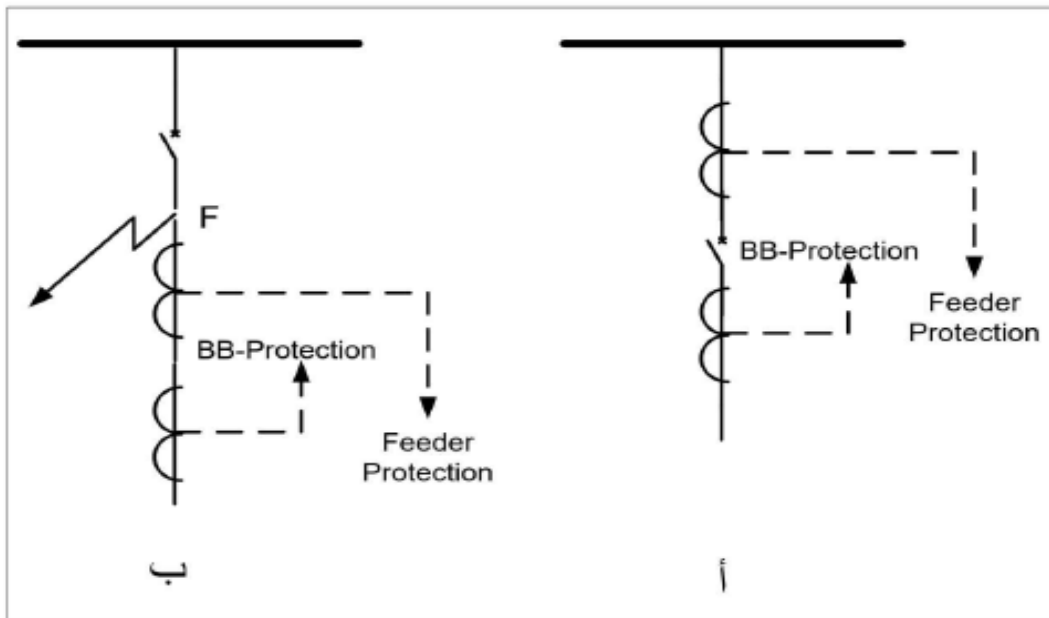 F
BB-Protection
Feeder
Protection
ب
BB-Protection
Feeder
Protection
أ